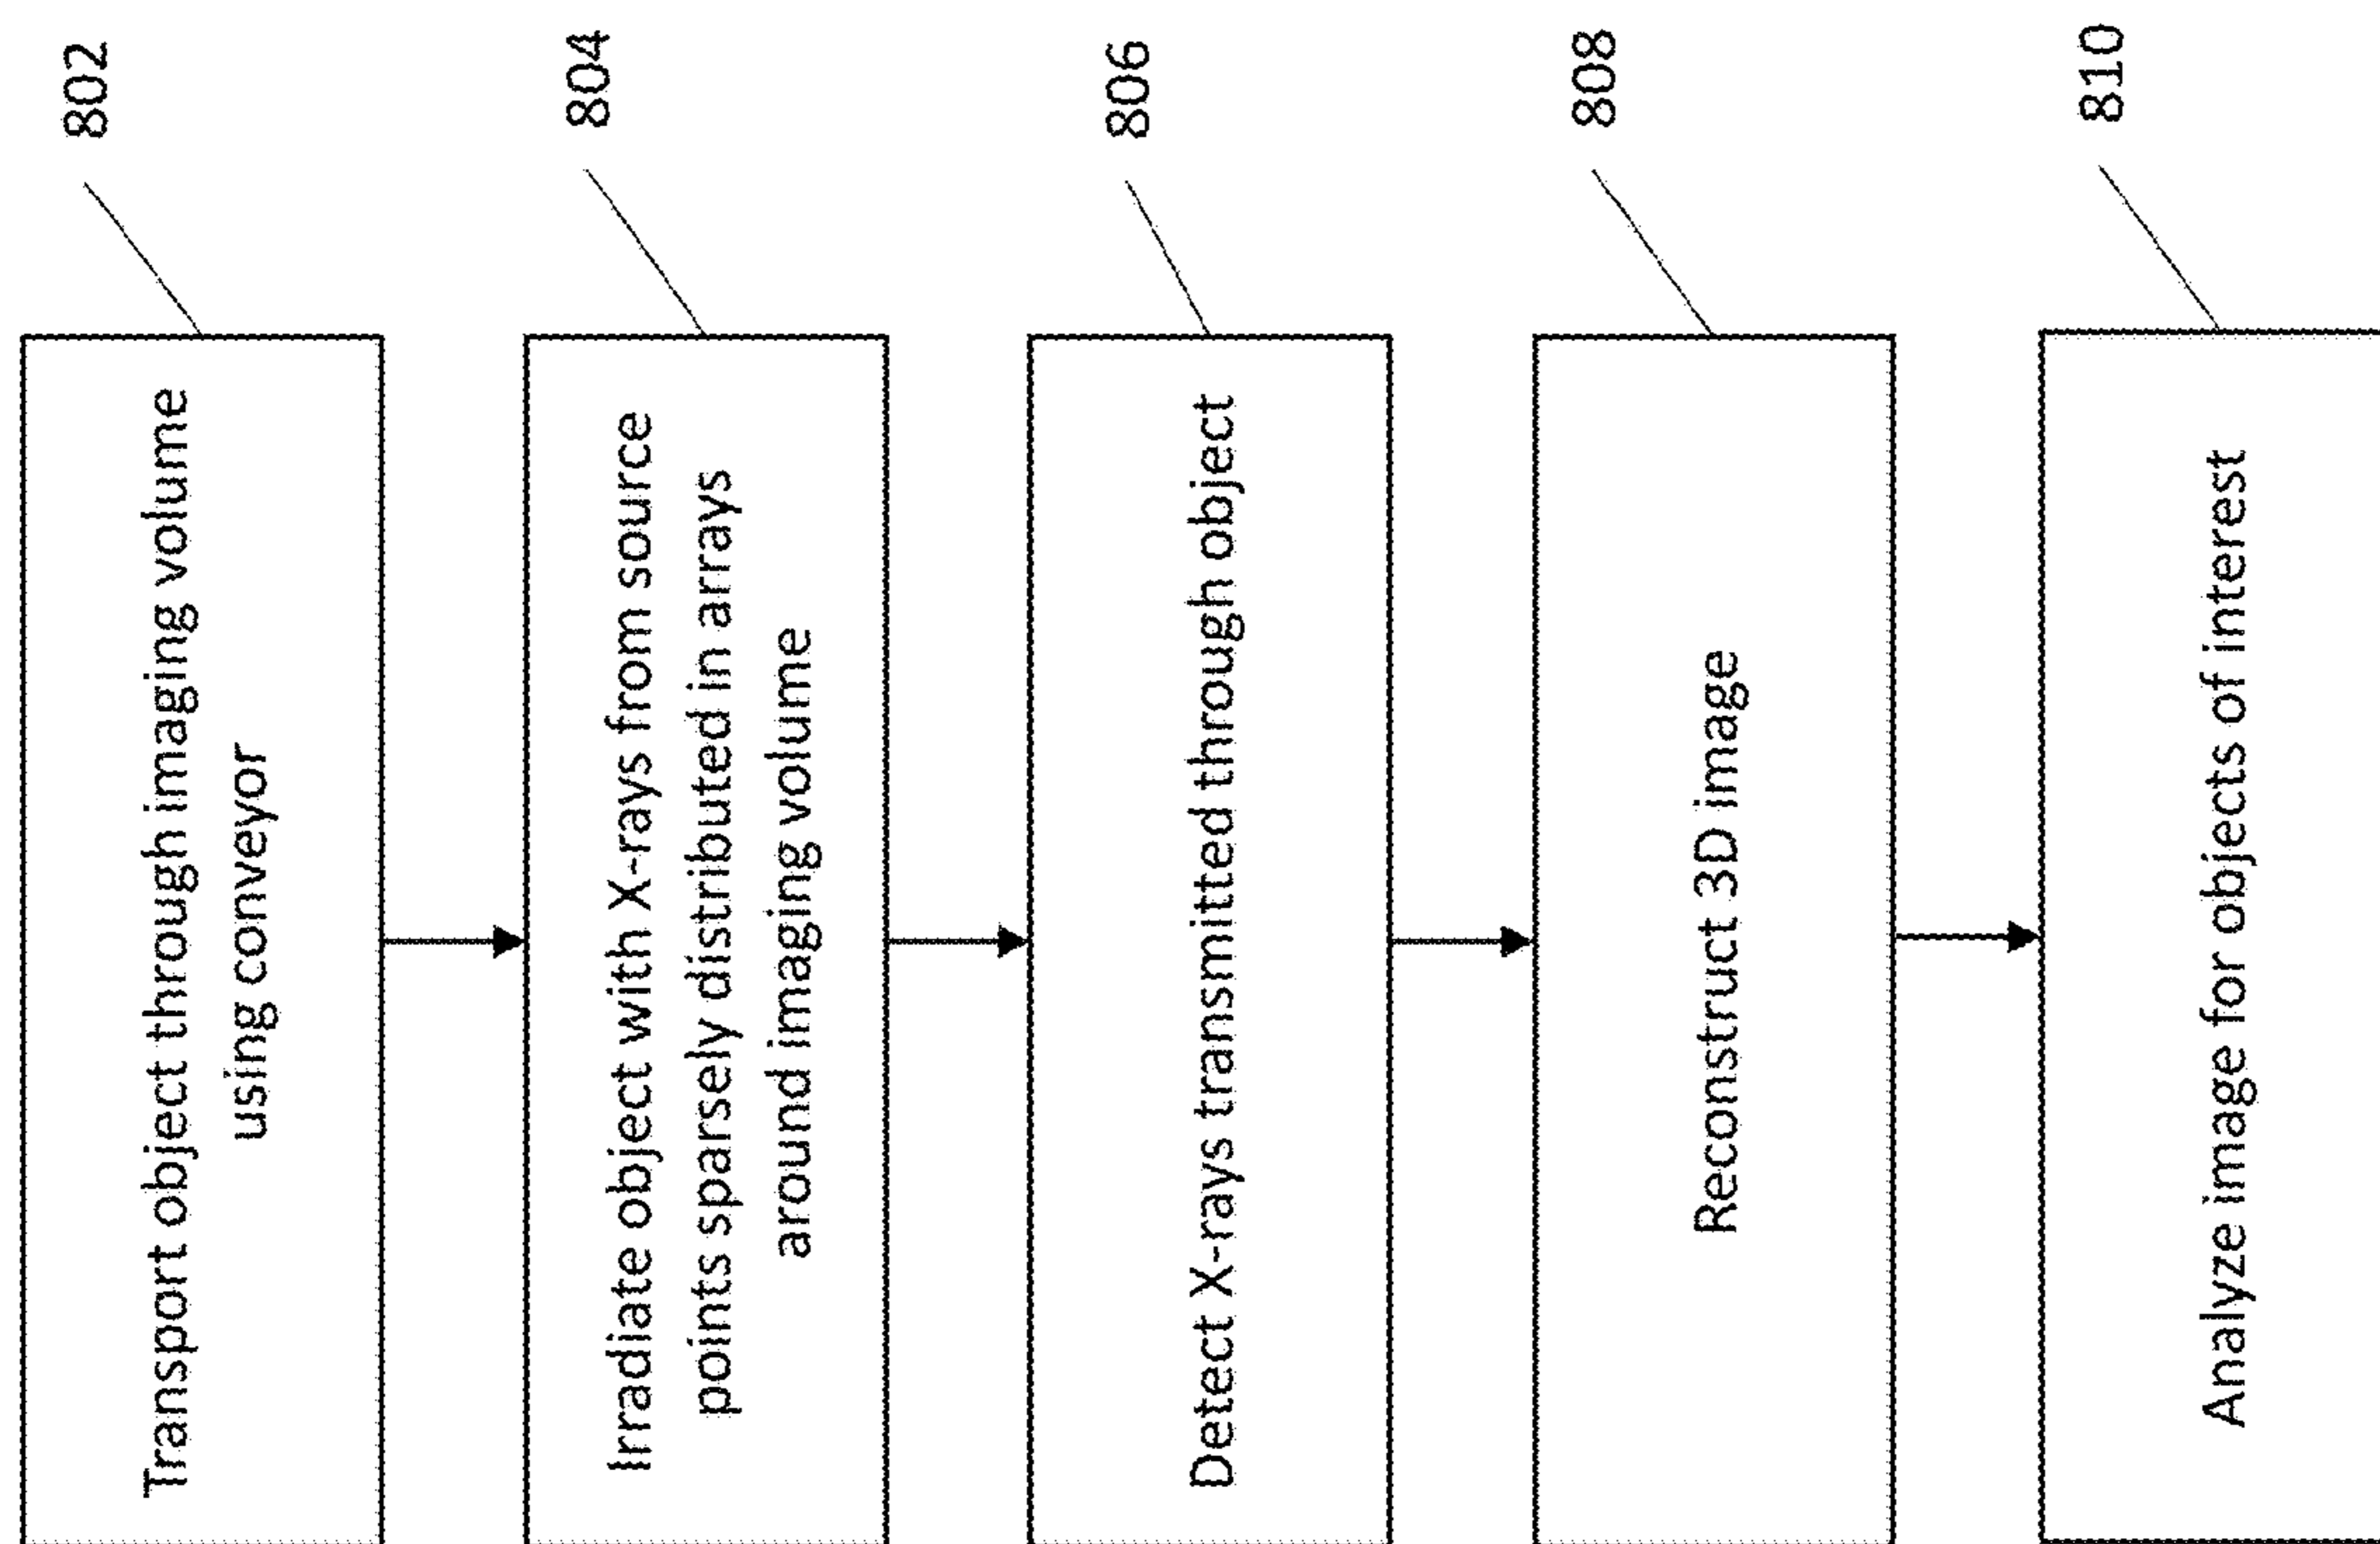 802
Transport object through imaging volume
using conveyor
804
Irradiate object with X-rays from source
points sparsely distributed in arrays
around imaging volume
806
Detect X-rays transmitted through object
808
Reconstruct 3D image
810
Analyze image for objects of interest